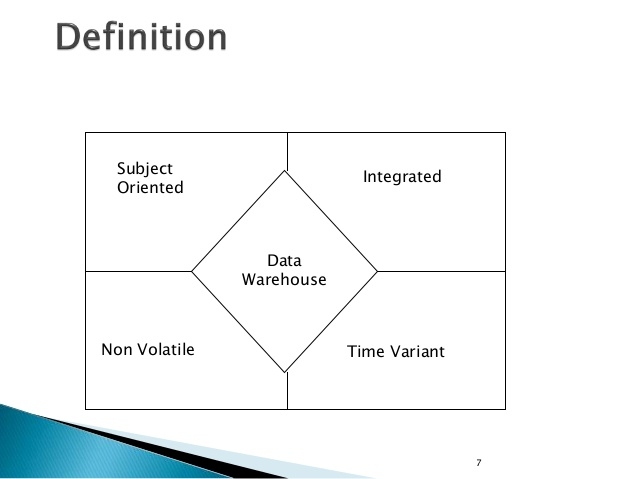 Definition
Subject
Oriented
Integrated
Data
Warehouse
Non Volatile
Time Variant
7